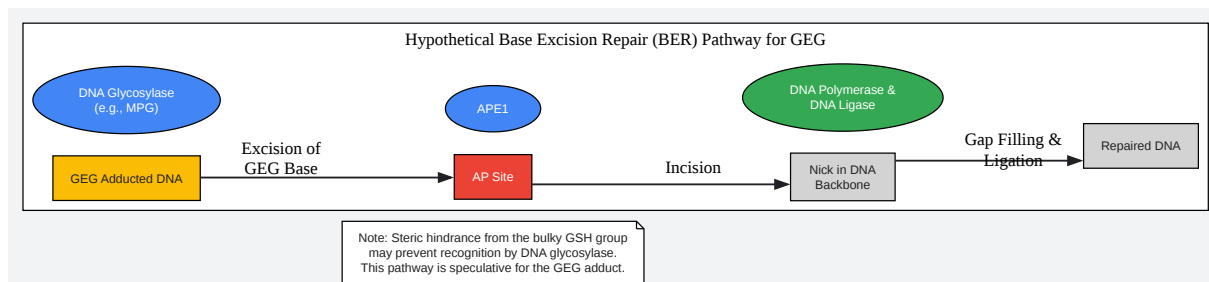 Hypothetical Base Excision Repair (BER) Pathway for GEG
DNA Glycosylase
(e.g., MPG)
APE1
DNA Polymerase &
DNA Ligase
GEG Adducted DNA
Excision of
GEG Base
AP Site
Incision
Nick in DNA
Backbone
Gap Filling &
Ligation
Repaired DNA
Note: Steric hindrance from the bulky GSH group
may prevent recognition by DNA glycosylase.
This pathway is speculative for the GEG adduct.